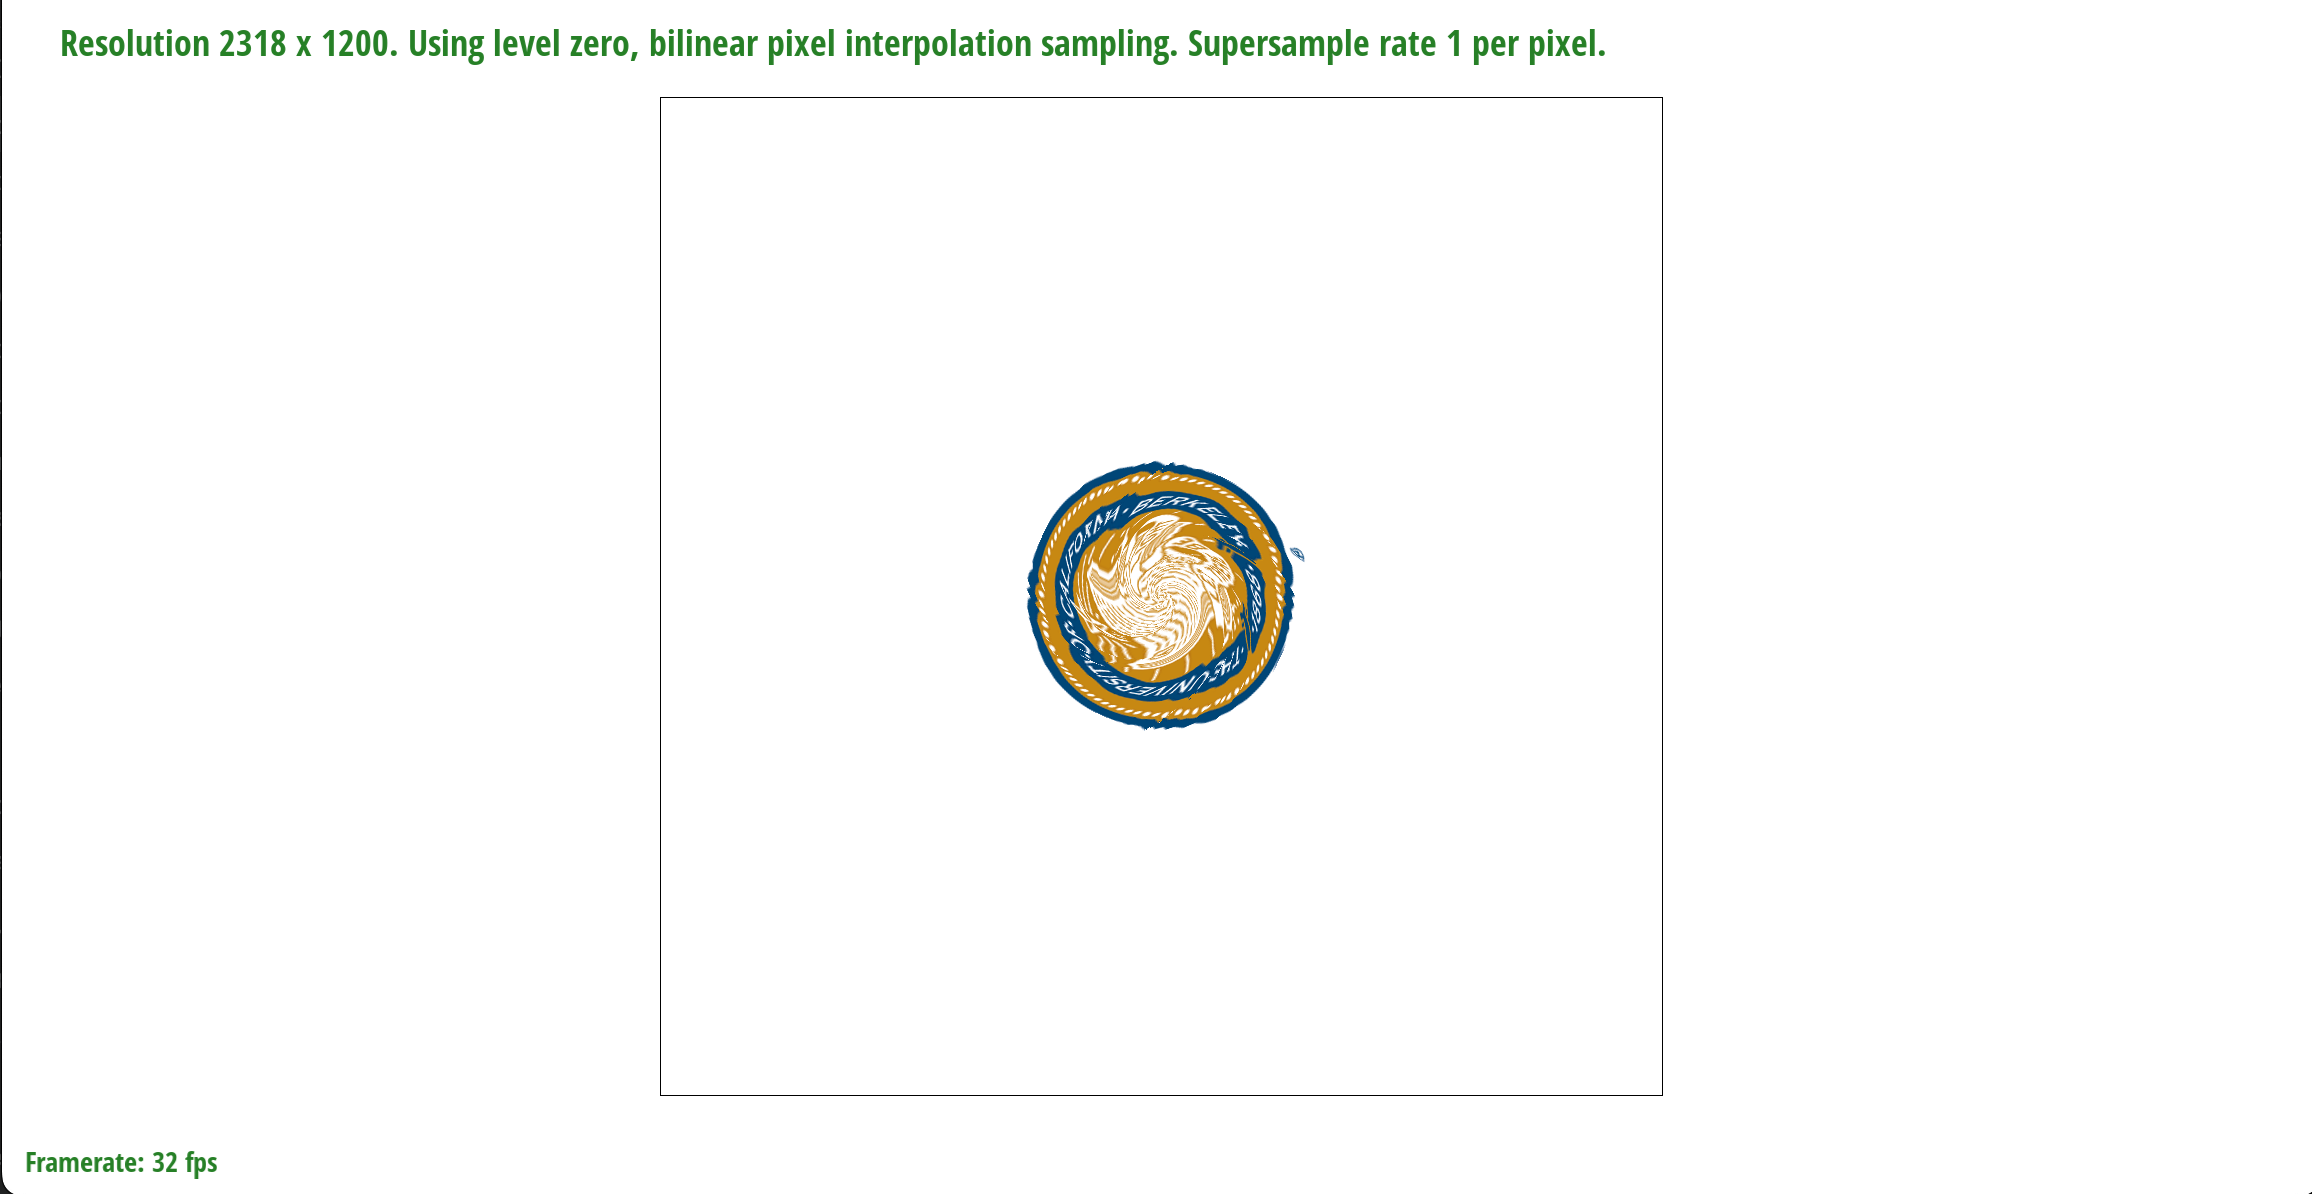 Resolution 2318 x 1200. Using level zero, bilinear pixel interpolation sampling. Supersample rate 1 per pixel.
BERKELEY
THE UNIVERSITY OF CALIFORNIA
Framerate: 32 fps